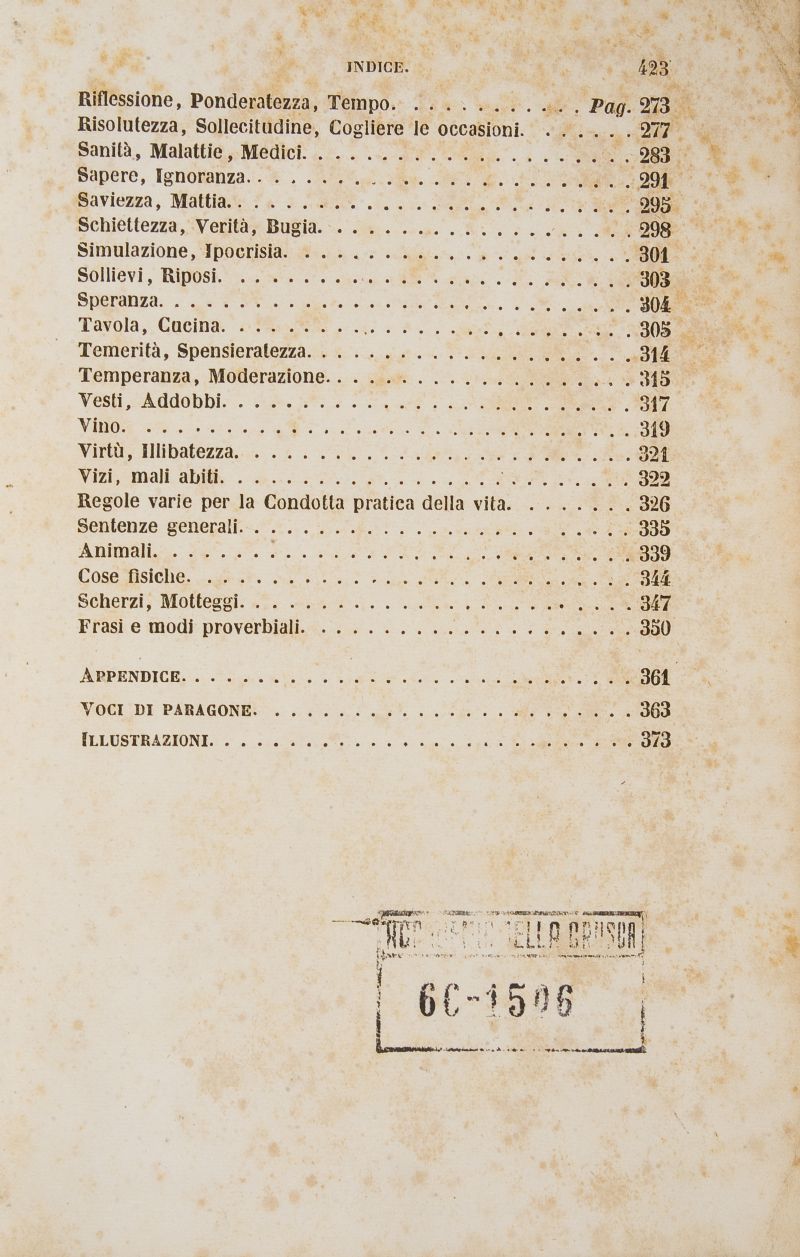 INDICE. 423
Riflessione, Ponderatezza, Tempo. . . . . . . . . . . . Pag. 273
Risolutezza, Sollecitudine, Cogliere le occasioni. . . . . . . 277
Sanità, Malattie, Medici. . . . . . . . . . . . . . . . . . . . . 283
Sapere, Ignoranza. . . . . . . . . . . . . . . . . . . . . . . . 291
Saviezza, Mattia. . . . . . . . . . . . . . . . . . . . . . . . . 295
Schiettezza, Verità, Bugia. . . . . . . . . . . . . . . . . . . . 298
Simulazione, Ipocrisia. . . . . . . . . . . . . . . . . . . . . . 301
Sollievi, Riposi. . . . . . . . . . . . . . . . . . . . . . . . . 303
Speranza. . . . . . . . . . . . . . . . . . . . . . . . . . . . . 304
Tavola, Cucina. . . . . . . . . . . . . . . . . . . . . . . . . . 305
Temerità, Spensieratezza. . . . . . . . . . . . . . . . . . . . . 314
Temperanza, Moderazione. . . . . . . . . . . . . . . . . . . . 315
Vesti, Addobbi. . . . . . . . . . . . . . . . . . . . . . . . . . 317
Vino. . . . . . . . . . . . . . . . . . . . . . . . . . . . . . . 319
Virtù, Illibatezza. . . . . . . . . . . . . . . . . . . . . . . . . 321
Vizi, mali abiti. . . . . . . . . . . . . . . . . . . . . . . . . . 322
Regole varie per la Condotta pratica della vita. . . . . . . . 326
Sentenze generali. . . . . . . . . . . . . . . . . . . . . . . . 335
Animali. . . . . . . . . . . . . . . . . . . . . . . . . . . . . . 339
Cose fisiche. . . . . . . . . . . . . . . . . . . . . . . . . . . 344
Scherzi, Motteggi. . . . . . . . . . . . . . . . . . . . . . . . . 347
Frasi e modi proverbiali. . . . . . . . . . . . . . . . . . . . . 350
APPENDICE. . . . . . . . . . . . . . . . . . . . . . . . . . . . 361
VOCI DI PARAGONE. . . . . . . . . . . . . . . . . . . . . . . . 363
ILLUSTRAZIONI. . . . . . . . . . . . . . . . . . . . . . . . . . 373
DELLA CRUSCA
6C-1506